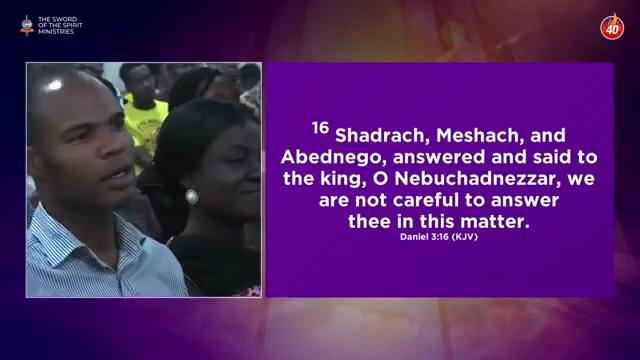 THE SWORD
OF THE SPIRIT
MINISTRIES
40
16 Shadrach, Meshach, and
Abednego, answered and said to
the king, O Nebuchadnezzar, we
are not careful to answer
thee in this matter.
Daniel 3:16 (KJV)